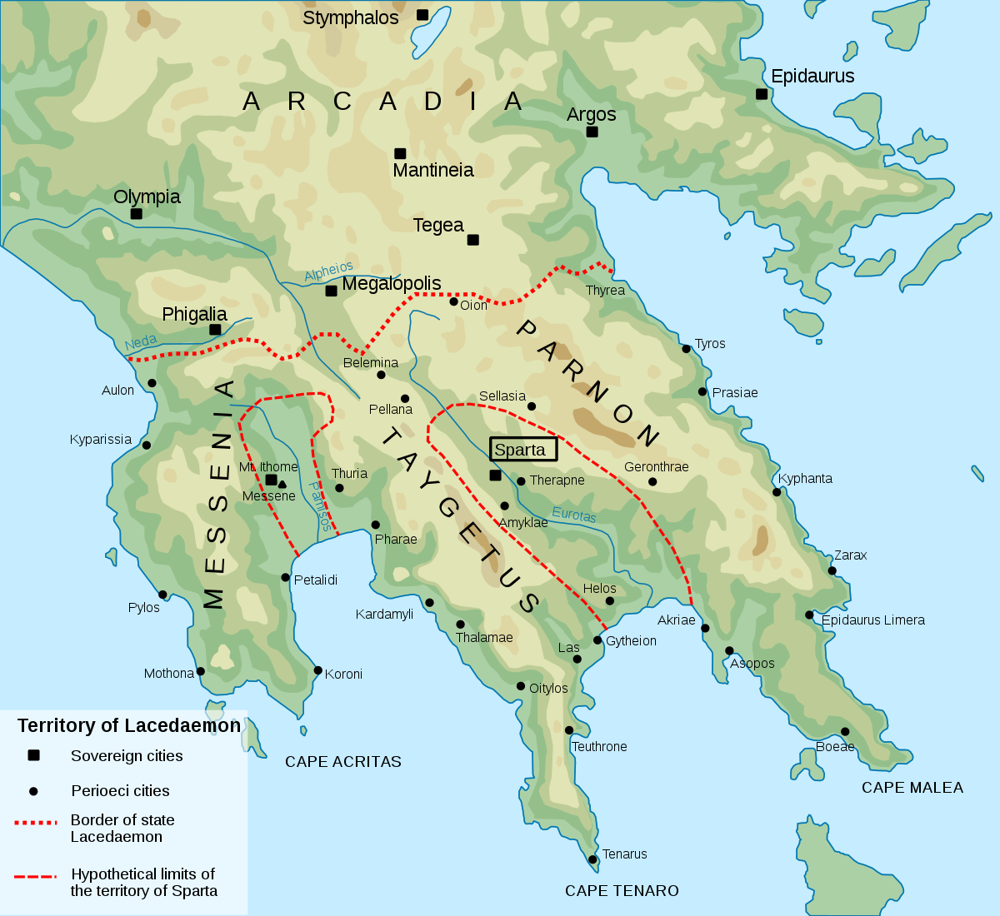 Stymphalos
Epidaurus
A R C A D I A
Argos
Mantineia
Olympia
Tegea
Alpheios
Megalopolis
Thyrea
Oion
Phigalia
Neda
PARNON
Tyros
Belemina
Aulon
Prasiae
Sellasia
Pellana
MESSENIA
TAYGETUS
Kyparissia
Sparta
Mt. Ithome
Geronthrae
Thuria
Therapne
Kyphanta
Messene
Pamisos
Eurotas
Amyklae
Pharae
Zarax
Petalidi
Helos
Pylos
Kardamyli
Akriae
Epidaurus Limera
Thalamae
Gytheion
Las
Asopos
Mothona
Koroni
Oitylos
Territory of Lacedaemon
Teuthrone
Boeae
Sovereign cities
CAPE ACRITAS
CAPE MALEA
Perioeci cities
Border of state
Lacedaemon
Tenarus
Hypothetical limits of
the territory of Sparta
CAPE TENARO